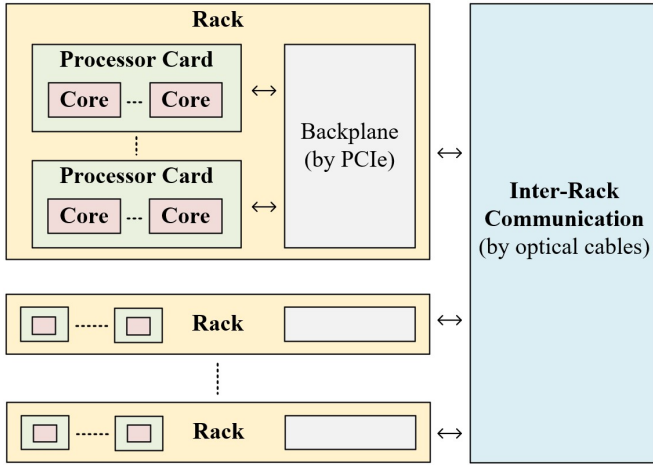 Rack
Processor Card
Core ... Core
Processor Card
Core ... Core
Backplane
(by PCIe)
Inter-Rack
Communication
(by optical cables)
Rack
Rack